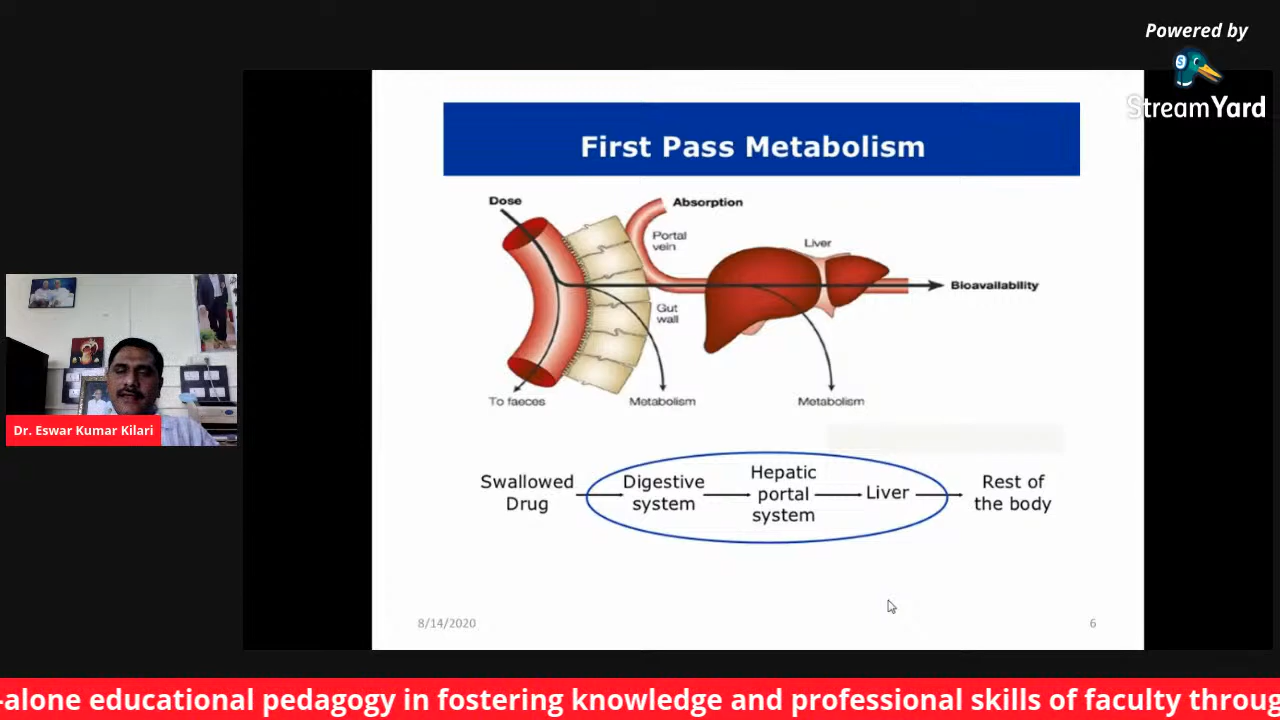 Powered by
StreamYard
First Pass Metabolism
Dose
Absorption
Portal
vein
Liver
Bioavailability
Gut
wall
To faeces
Metabolism
Metabolism
Dr. Eswar Kumar Kilari
Swallowed
Drug
Digestive
system
Hepatic
portal
system
Liver
Rest of
the body
8/14/2020
6
-alone educational pedagogy in fostering knowledge and professional skills of faculty throug